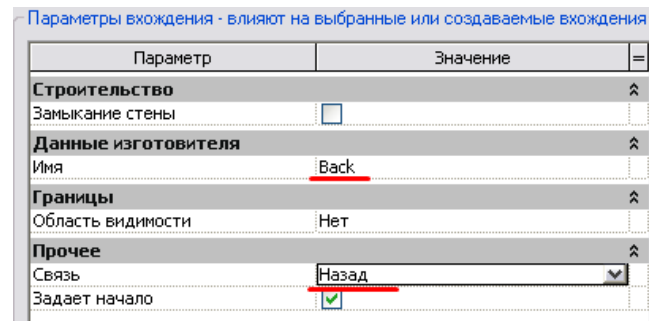 Параметры вхождения - влияют на выбранные или создаваемые вхождения
Параметр Значение =
Строительство
Замыкание стены
Данные изготовителя
Имя Back
Границы
Область видимости Нет
Прочее
Связь Назад
Задает начало